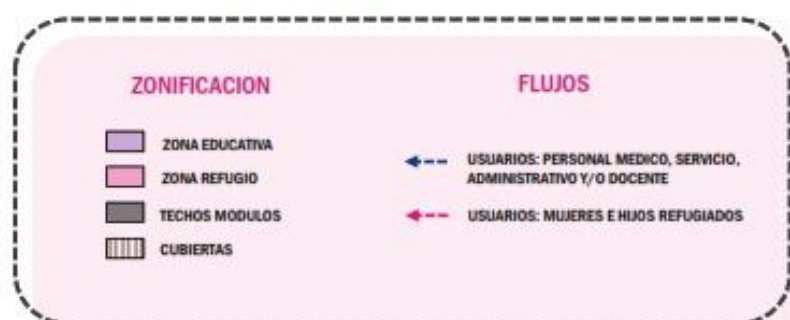 ZONIFICACION
ZONA EDUCATIVA
ZONA REFUGIO
TECHOS MODULOS
CUBIERTAS
FLUJOS
USUARIOS: PERSONAL MEDICO, SERVICIO,
ADMINISTRATIVO Y/O DOCENTE
USUARIOS: MUJERES E HIJOS REFUGIADOS